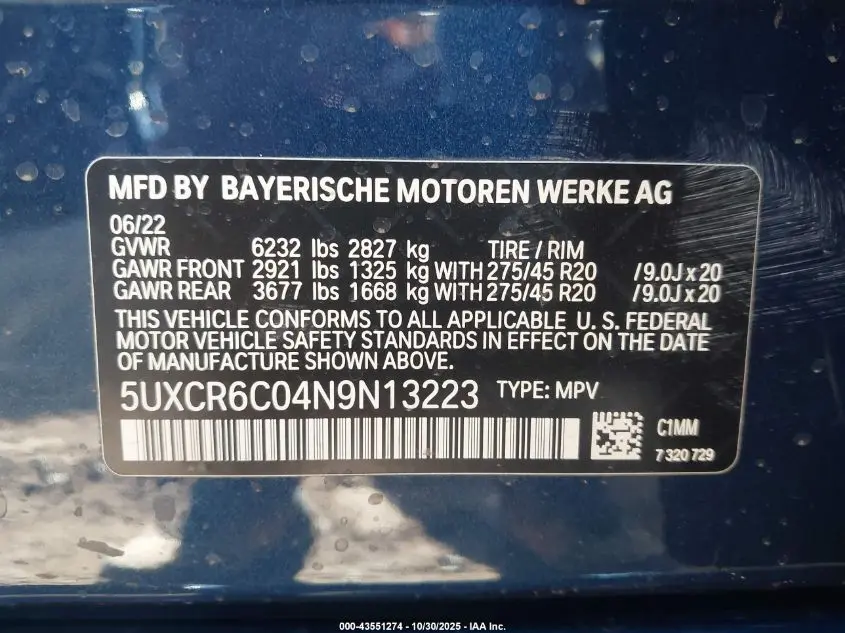 MFD BY BAYERISCHE MOTOREN WERKE AG
06/22
GVWR 6232 lbs 2827 kg TIRE / RIM
GAWR FRONT 2921 lbs 1325 kg WITH 275/45 R20 / 9.0J x 20
GAWR REAR 3677 lbs 1668 kg WITH 275/45 R20 / 9.0J x 20
THIS VEHICLE CONFORMS TO ALL APPLICABLE U. S. FEDERAL
MOTOR VEHICLE SAFETY STANDARDS IN EFFECT ON THE DATE
OF MANUFACTURE SHOWN ABOVE.
5UXCR6C04N9N13223 TYPE: MPV
C1MM
7 320 729
000-43551274 - 10/30/2025 - IAA Inc.